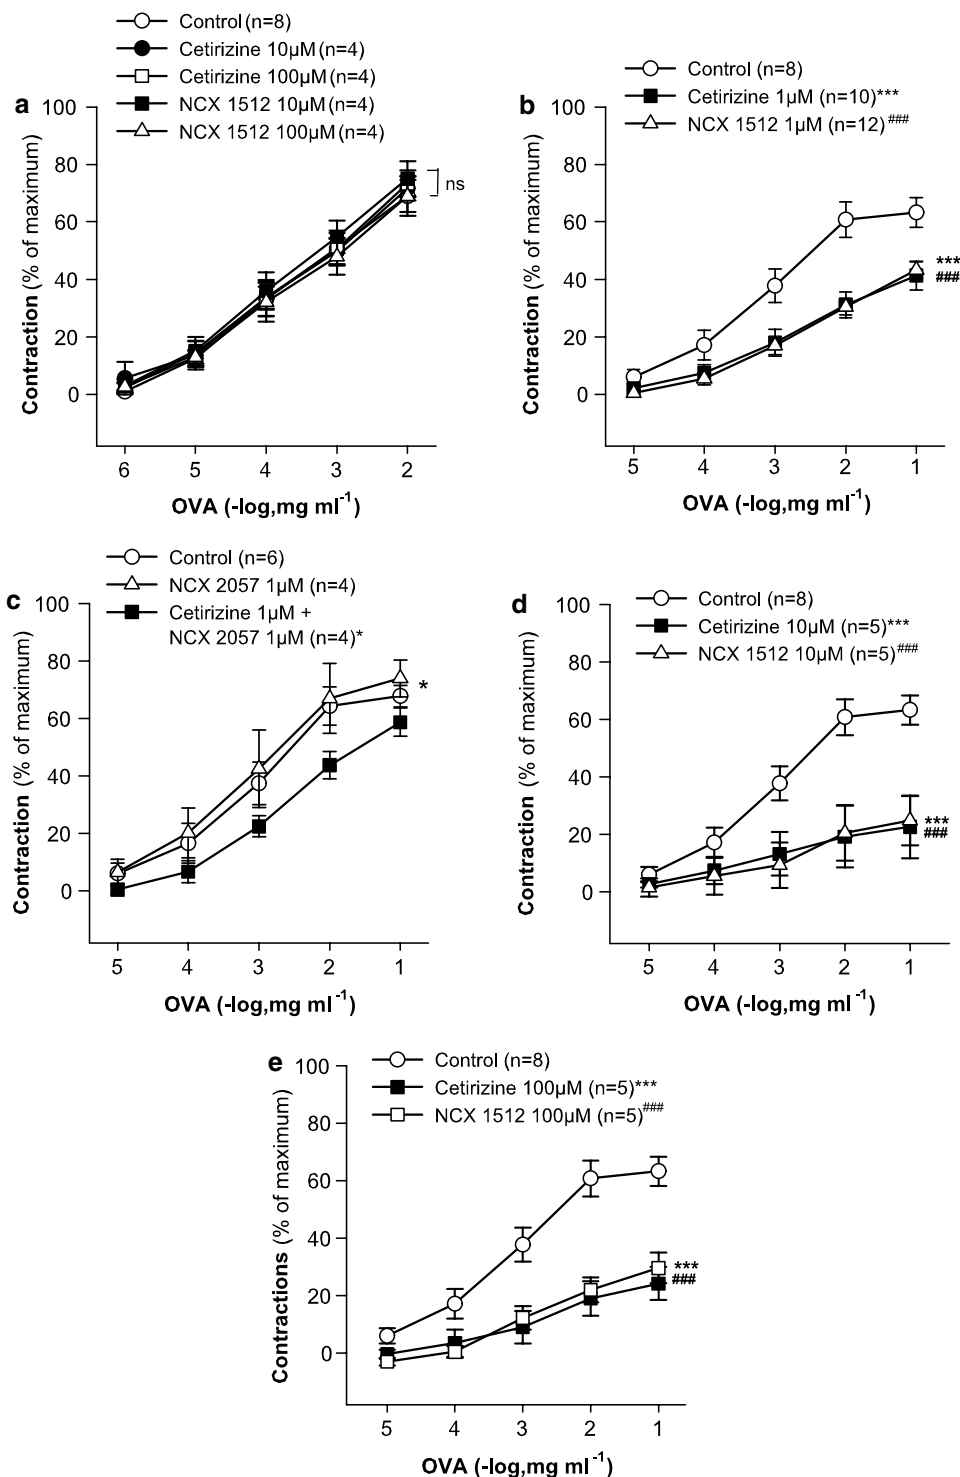 Control (n=8)
Cetirizine 10µM (n=4)
Cetirizine 100µM (n=4)
NCX 1512 10µM (n=4)
NCX 1512 100µM (n=4)
a
100
80
60
40
20
0
Contraction (% of maximum)
ns
6 5 4 3 2
OVA (-log,mg ml⁻¹)
b
Control (n=8)
Cetirizine 1µM (n=10)***
NCX 1512 1µM (n=12)###
100
80
60
40
20
0
Contraction (% of maximum)
***
###
5 4 3 2 1
OVA (-log,mg ml⁻¹)
c
Control (n=6)
NCX 2057 1µM (n=4)
Cetirizine 1µM +
NCX 2057 1µM (n=4)*
100
80
60
40
20
0
Contraction (% of maximum)
*
5 4 3 2 1
OVA (-log,mg ml⁻¹)
d
Control (n=8)
Cetirizine 10µM (n=5)***
NCX 1512 10µM (n=5)###
100
80
60
40
20
0
Contraction (% of maximum)
***
###
5 4 3 2 1
OVA (-log,mg ml⁻¹)
e
Control (n=8)
Cetirizine 100µM (n=5)***
NCX 1512 100µM (n=5)###
100
80
60
40
20
0
Contractions (% of maximum)
***
###
5 4 3 2 1
OVA (-log,mg ml⁻¹)